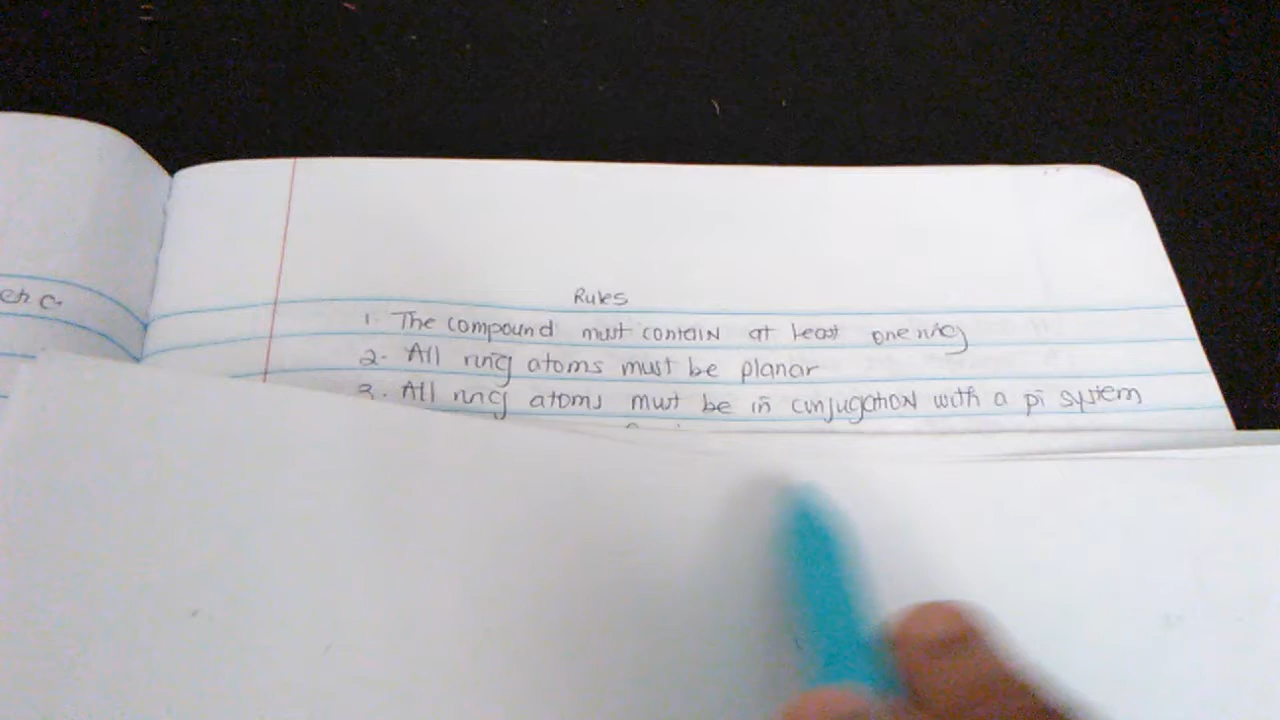 Rules
1. The compound must contain at least one ring
2. All ring atoms must be planar
3. All ring atoms must be in conjugation with a pi system